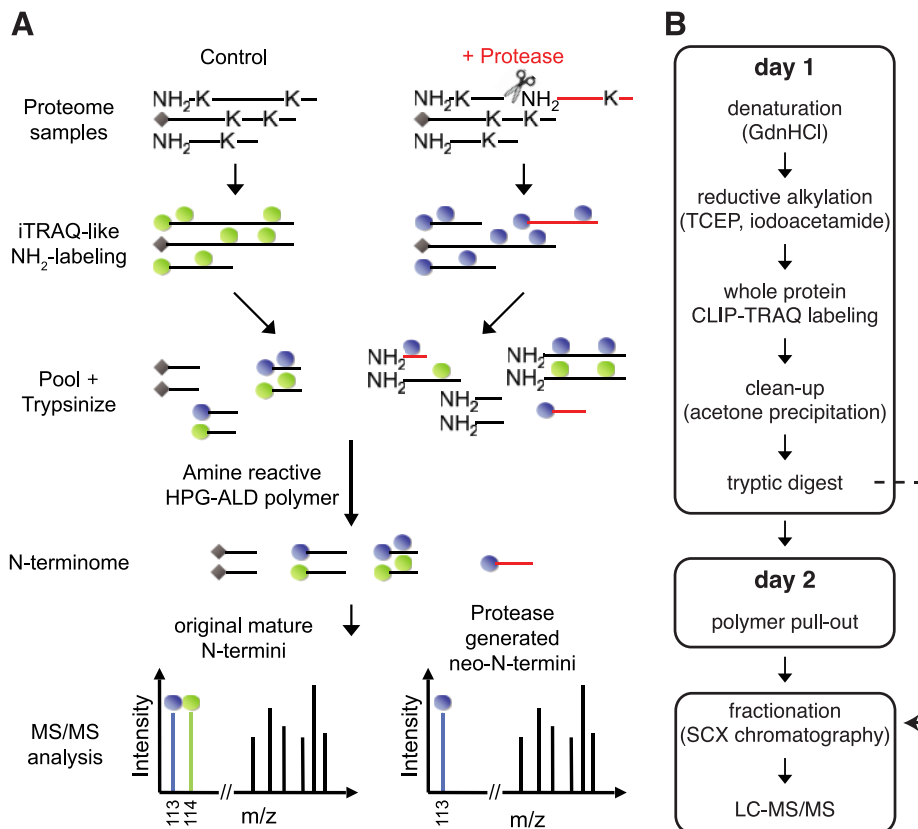 A
Control
+ Protease
Proteome
samples
NH2 K K
K K
NH2 K
NH2 K NH2 K
K K
NH2 K
iTRAQ-like
NH2-labeling
Pool +
Trypsinize
NH2
NH2
NH2
NH2
NH2
NH2
Amine reactive
HPG-ALD polymer
N-terminome
original mature
N-termini
Protease
generated
neo-N-termini
MS/MS
analysis
Intensity
113
114
//
m/z
Intensity
113
//
m/z
B
day 1
denaturation
(GdnHCl)
reductive alkylation
(TCEP, iodoacetamide)
whole protein
CLIP-TRAQ labeling
clean-up
(acetone precipitation)
tryptic digest
day 2
polymer pull-out
fractionation
(SCX chromatography)
LC-MS/MS